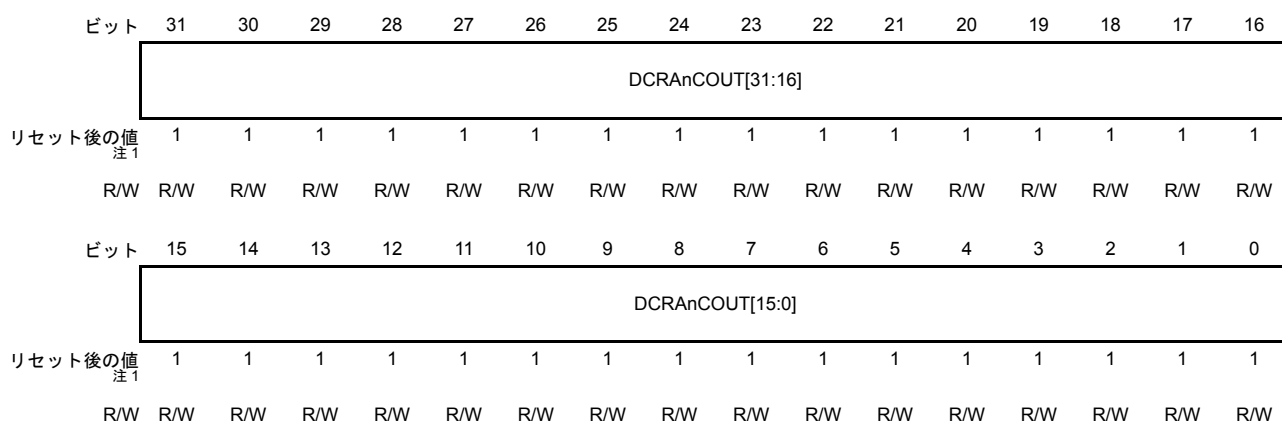 ビット 31 30 29 28 27 26 25 24 23 22 21 20 19 18 17 16
DCRAnCOUT[31:16]
リセット後の値 1 1 1 1 1 1 1 1 1 1 1 1 1 1 1 1
注 1
R/W R/W R/W R/W R/W R/W R/W R/W R/W R/W R/W R/W R/W R/W R/W R/W R/W
ビット 15 14 13 12 11 10 9 8 7 6 5 4 3 2 1 0
DCRAnCOUT[15:0]
リセット後の値 1 1 1 1 1 1 1 1 1 1 1 1 1 1 1 1
注 1
R/W R/W R/W R/W R/W R/W R/W R/W R/W R/W R/W R/W R/W R/W R/W R/W R/W